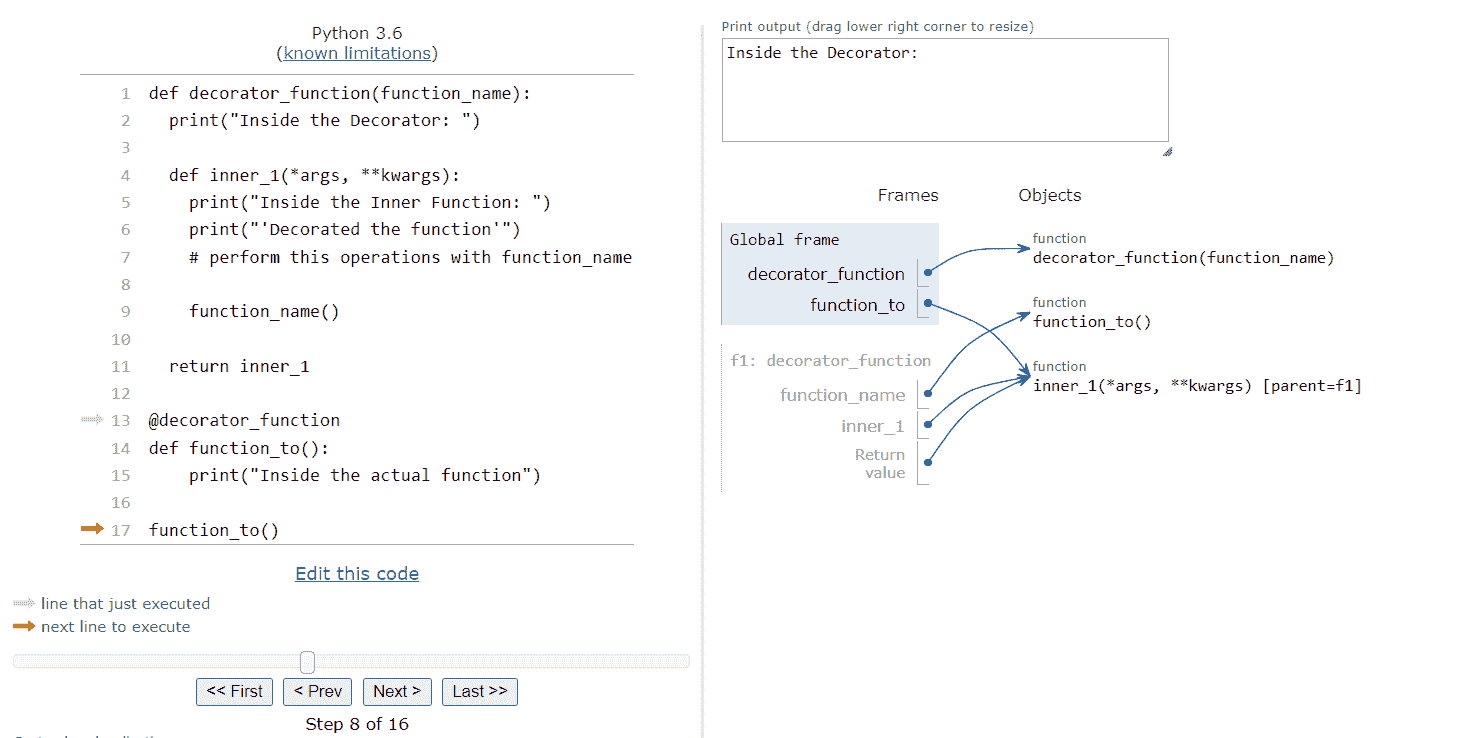 Python 3.6
(known limitations)
1 def decorator_function(function_name):
2   print("Inside the Decorator: ")
3
4   def inner_1(*args, **kwargs):
5     print("Inside the Inner Function: ")
6     print("'Decorated the function'")
7     # perform this operations with function_name
8
9     function_name()
10
11   return inner_1
12
13 @decorator_function
14 def function_to():
15     print("Inside the actual function")
16
17 function_to()
Edit this code
line that just executed
next line to execute
<< First < Prev Next > Last >>
Step 8 of 16
Print output (drag lower right corner to resize)
Inside the Decorator:
Frames Objects
Global frame
decorator_function
function_to
f1: decorator_function
function_name
inner_1
Return
value
function
decorator_function(function_name)
function
function_to()
function
inner_1(*args, **kwargs) [parent=f1]